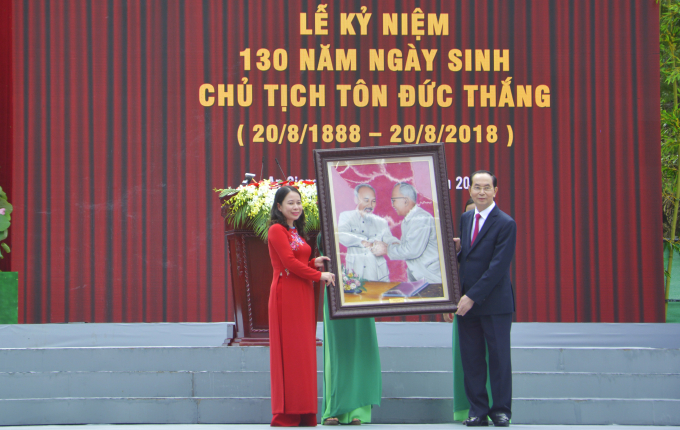 LỄ KỶ NIỆM
130 NĂM NGÀY SINH
CHỦ TỊCH TÔN ĐỨC THẮNG
( 20/8/1888 – 20/8/2018 )